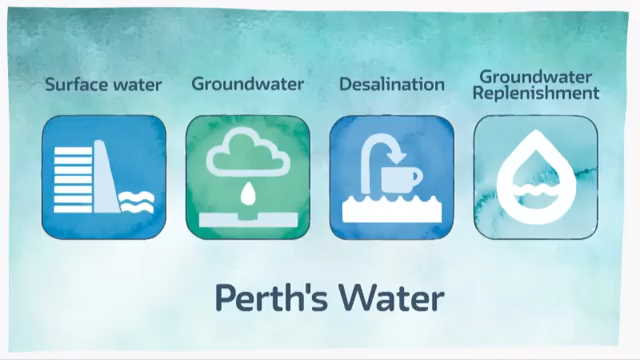 Surface water
Groundwater
Desalination
Groundwater
Replenishment
Perth's Water